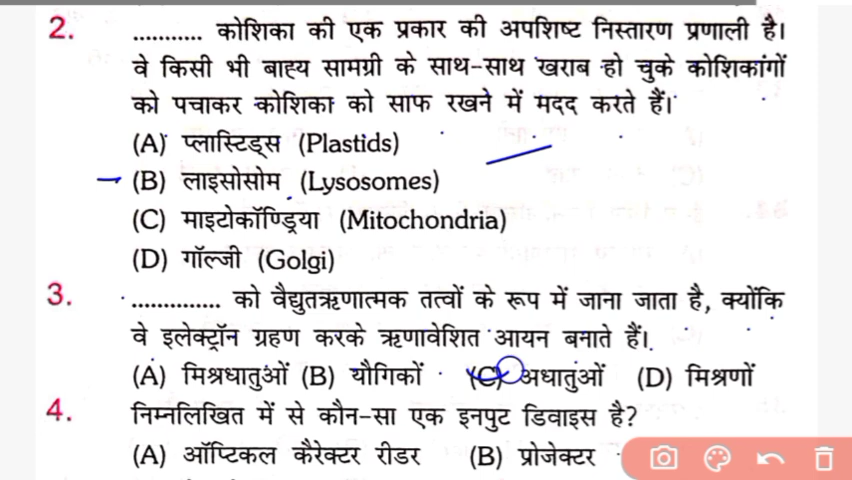 2. ............ कोशिका की एक प्रकार की अपशिष्ट निस्तारण प्रणाली है।
वे किसी भी बाह्य सामग्री के साथ-साथ खराब हो चुके कोशिकांगों
को पचाकर कोशिका को साफ रखने में मदद करते हैं।
(A) प्लास्टिड्स (Plastids)
(B) लाइसोसोम (Lysosomes)
(C) माइटोकॉण्ड्रिया (Mitochondria)
(D) गॉल्जी (Golgi)
3. .............. को वैद्युतऋणात्मक तत्वों के रूप में जाना जाता है, क्योंकि
वे इलेक्ट्रॉन ग्रहण करके ऋणावेशित आयन बनाते हैं।
(A) मिश्रधातुओं (B) यौगिकों (C) अधातुओं (D) मिश्रणों
4. निम्नलिखित में से कौन-सा एक इनपुट डिवाइस है?
(A) ऑप्टिकल कैरेक्टर रीडर (B) प्रोजेक्टर